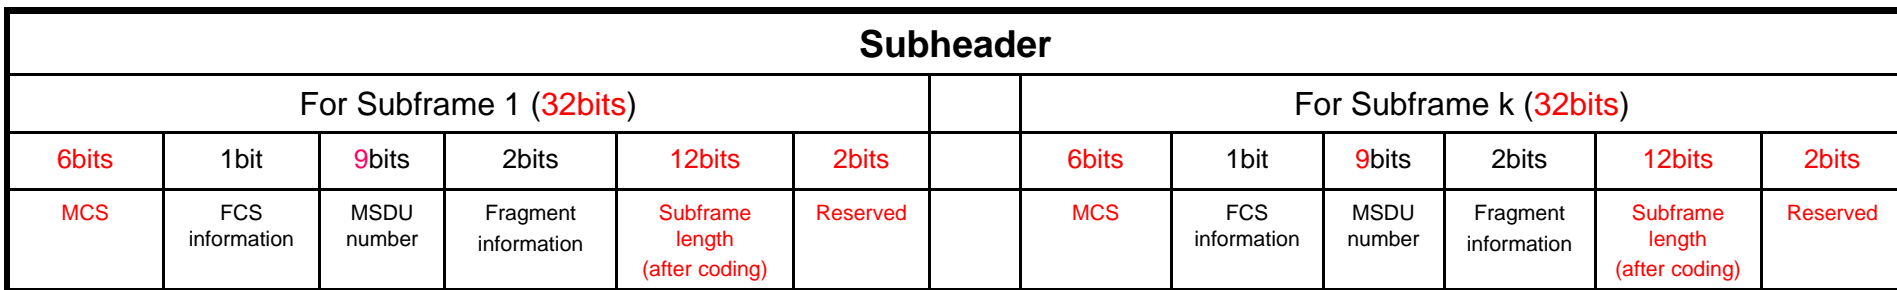 Subheader
For Subframe 1 (32bits) For Subframe k (32bits)
6bits 1bit 9bits 2bits 12bits 2bits 6bits 1bit 9bits 2bits 12bits 2bits
MCS FCS MSDU Fragment Subframe Reserved MCS FCS MSDU Fragment Subframe Reserved
information number information length information number information length
(after coding) (after coding)